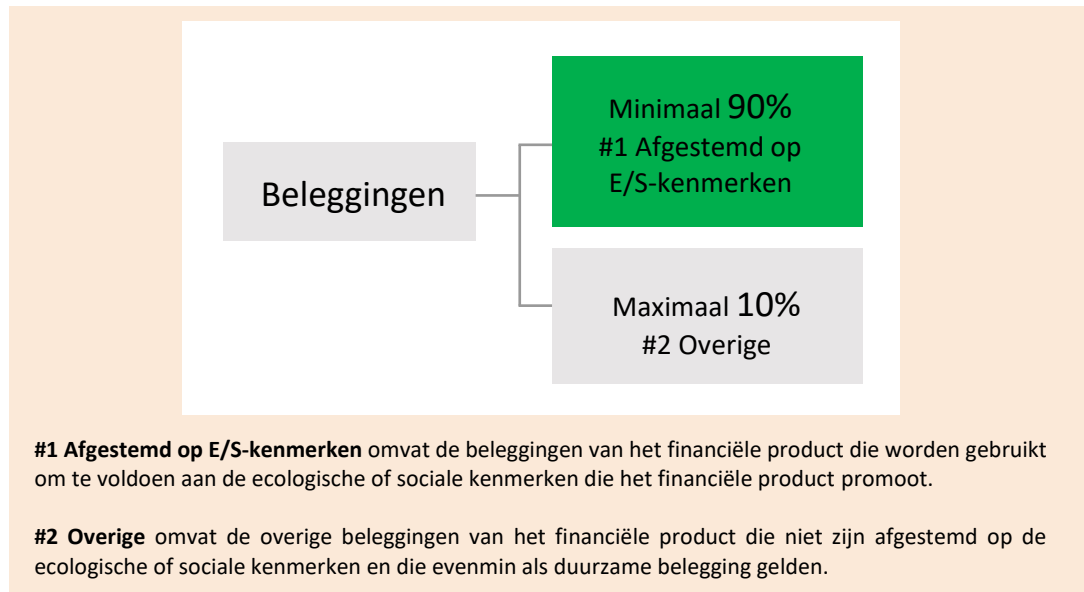 Beleggingen
Minimaal 90%
#1 Afgestemd op
E/S-kenmerken
Maximaal 10%
#2 Overige
#1 Afgestemd op E/S-kenmerken omvat de beleggingen van het financiële product die worden gebruikt
om te voldoen aan de ecologische of sociale kenmerken die het financiële product promoot.
#2 Overige omvat de overige beleggingen van het financiële product die niet zijn afgestemd op de
ecologische of sociale kenmerken en die evenmin als duurzame belegging gelden.